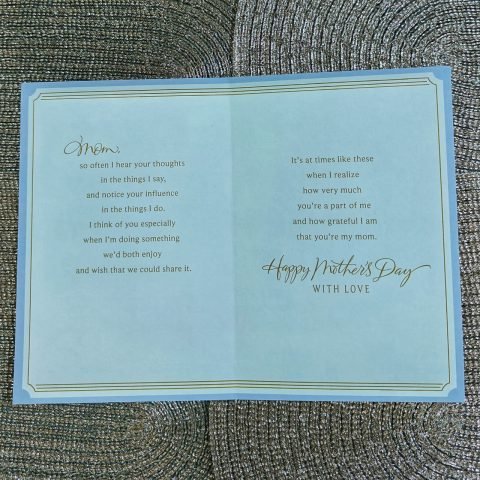 Mom,
so often I hear your thoughts
in the things I say,
and notice your influence
in the things I do.
I think of you especially
when I'm doing something
we'd both enjoy
and wish that we could share it.
It's at times like these
when I realize
how very much
you're a part of me
and how grateful I am
that you're my mom.
Happy Mother's Day
WITH LOVE